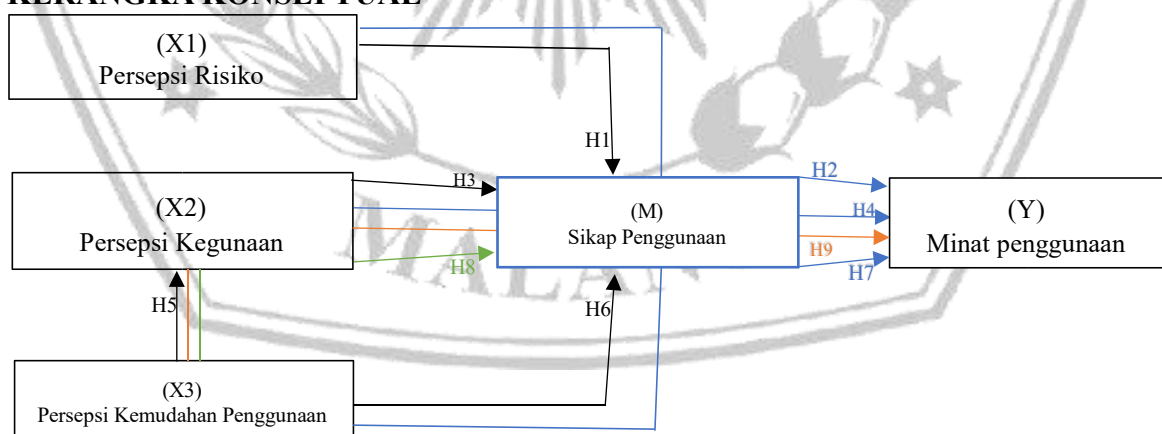 KERANGKA KONSEPTUAL
(X1)
Persepsi Risiko
H1
(X2)
Persepsi Kegunaan
H3
H8
(M)
Sikap Penggunaan
H2
H4
H9
H7
(Y)
Minat penggunaan
MALAN
H5
H6
(X3)
Persepsi Kemudahan Penggunaan